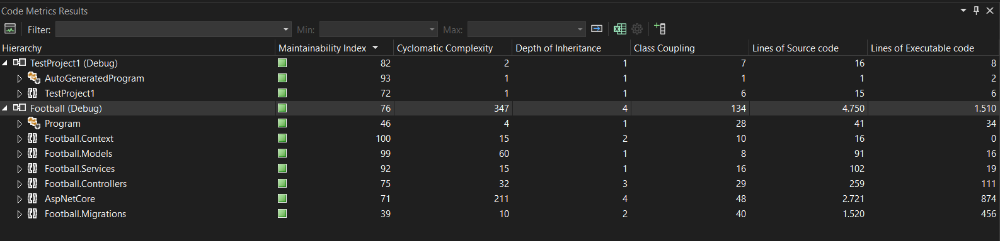 Code Metrics Results
Filter: Min: Max:
Hierarchy Maintainability Index Cyclomatic Complexity Depth of Inheritance Class Coupling Lines of Source code Lines of Executable code
TestProject1 (Debug) 82 2 1 7 16 8
AutoGeneratedProgram 93 1 1 1 1 2
TestProject1 72 1 1 6 15 6
Football (Debug) 76 347 4 134 4.750 1.510
Program 46 4 1 28 41 34
Football.Context 100 15 2 10 16 0
Football.Models 99 60 1 8 91 16
Football.Services 92 15 1 16 102 19
Football.Controllers 75 32 3 29 259 111
AspNetCore 71 211 4 48 2.721 874
Football.Migrations 39 10 2 40 1.520 456